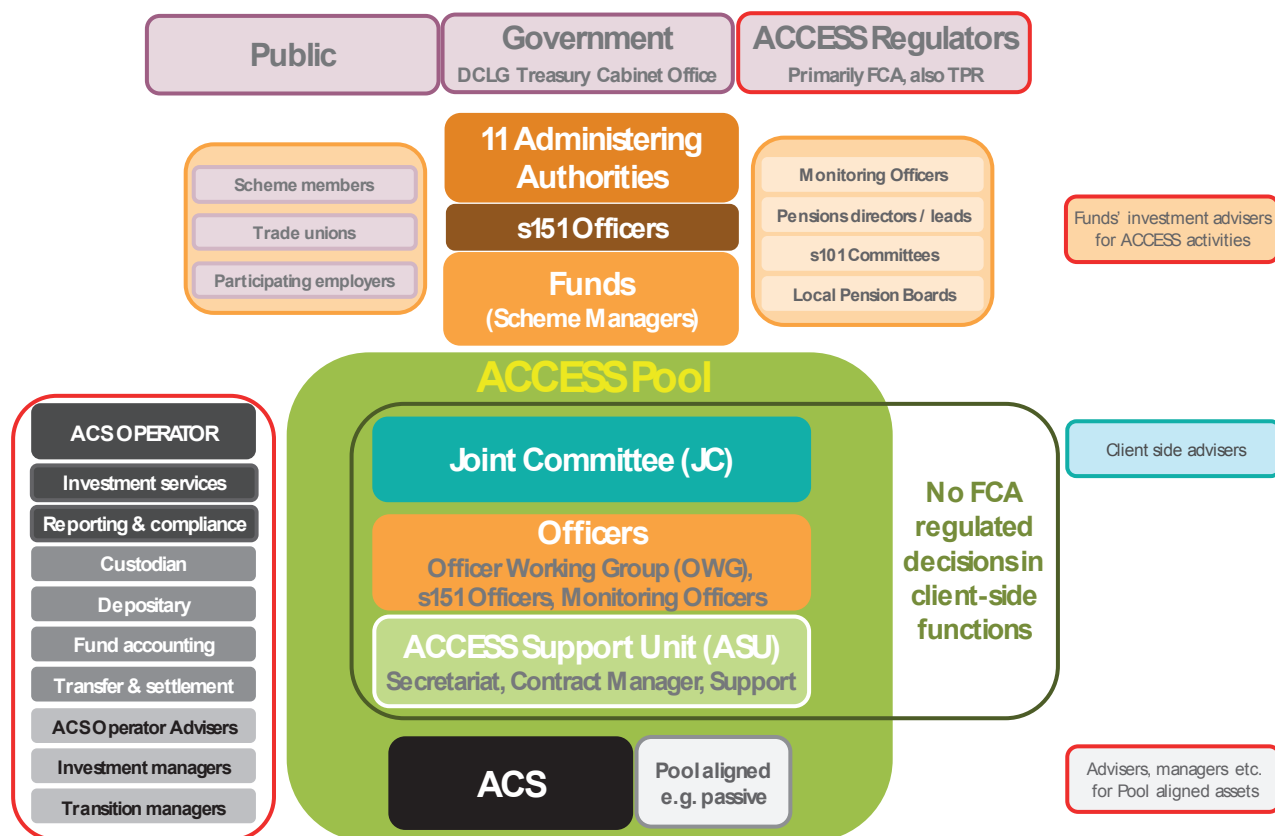 Public
Government
DCLG Treasury Cabinet Office
ACCESS Regulators
Primarily FCA, also TPR
11 Administering
Authorities
s151 Officers
Funds
(Scheme Managers)
Scheme members
Trade unions
Participating employers
Monitoring Officers
Pensions directors / leads
s101 Committees
Local Pension Boards
Funds' investment advisers
for ACCESS activities
ACCESS Pool
ACS OPERATOR
Investment services
Reporting & compliance
Custodian
Depositary
Fund accounting
Transfer & settlement
ACS Operator Advisers
Investment managers
Transition managers
Joint Committee (JC)
Officers
Officer Working Group (OWG),
s151 Officers, Monitoring Officers
ACCESS Support Unit (ASU)
Secretariat, Contract Manager, Support
No FCA
regulated
decisions in
client-side
functions
Client side advisers
ACS
Pool aligned
e.g. passive
Advisers, managers etc.
for Pool aligned assets